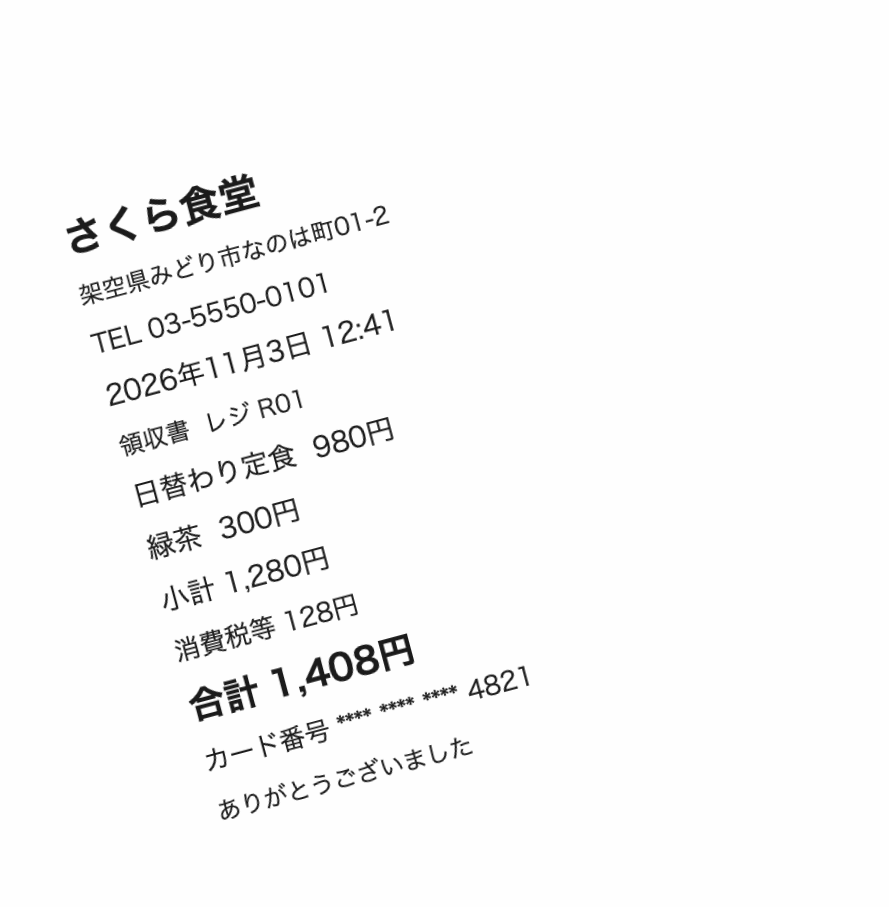 さくら食堂
架空県みどり市なのは町01-2
TEL 03-5550-0101
2026年11月3日 12:41
領収書 レジ R01
日替わり定食 980円
緑茶 300円
小計 1,280円
消費税等 128円
合計 1,408円
カード番号 **** **** **** 4821
ありがとうございました